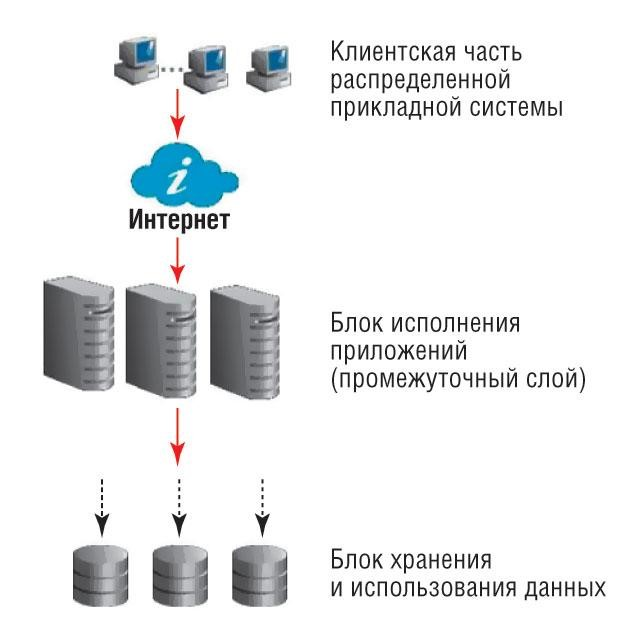 Клиентская часть
распределенной
прикладной системы
i
Интернет
Блок исполнения
приложений
(промежуточный слой)
Блок хранения
и использования данных